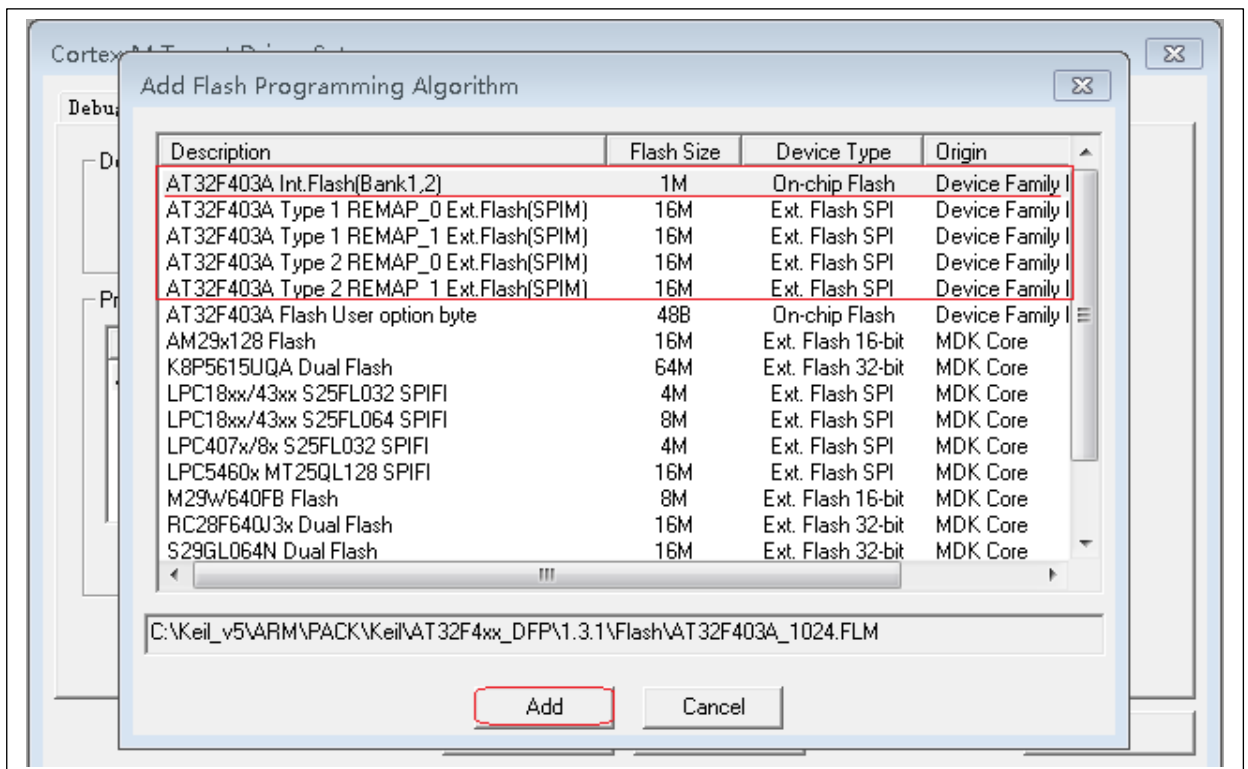 Cortex
Add Flash Programming Algorithm
Debug
Description Flash Size Device Type Origin
AT32F403A Int.Flash(Bank1,2) 1M On-chip Flash Device Family
AT32F403A Type 1 REMAP_0 Ext.Flash(SPIM) 16M Ext. Flash SPI Device Family
AT32F403A Type 1 REMAP_1 Ext.Flash(SPIM) 16M Ext. Flash SPI Device Family
AT32F403A Type 2 REMAP_0 Ext.Flash(SPIM) 16M Ext. Flash SPI Device Family
AT32F403A Type 2 REMAP_1 Ext.Flash(SPIM) 16M Ext. Flash SPI Device Family
AT32F403A Flash User option byte 48B On-chip Flash Device Family
AM29x128 Flash 16M Ext. Flash 16-bit MDK Core
K8P5615UQA Dual Flash 64M Ext. Flash 32-bit MDK Core
LPC18xx/43xx S25FL032 SPIFI 4M Ext. Flash SPI MDK Core
LPC18xx/43xx S25FL064 SPIFI 8M Ext. Flash SPI MDK Core
LPC407x/8x S25FL032 SPIFI 4M Ext. Flash SPI MDK Core
LPC5460x MT25QL128 SPIFI 16M Ext. Flash SPI MDK Core
M29W640FB Flash 8M Ext. Flash 16-bit MDK Core
RC28F640J3x Dual Flash 16M Ext. Flash 32-bit MDK Core
S29GL064N Dual Flash 16M Ext. Flash 32-bit MDK Core
C:\Keil_v5\ARM\PACK\Keil\AT32F4xx_DFP\1.3.1\Flash\AT32F403A_1024.FLM
Add Cancel